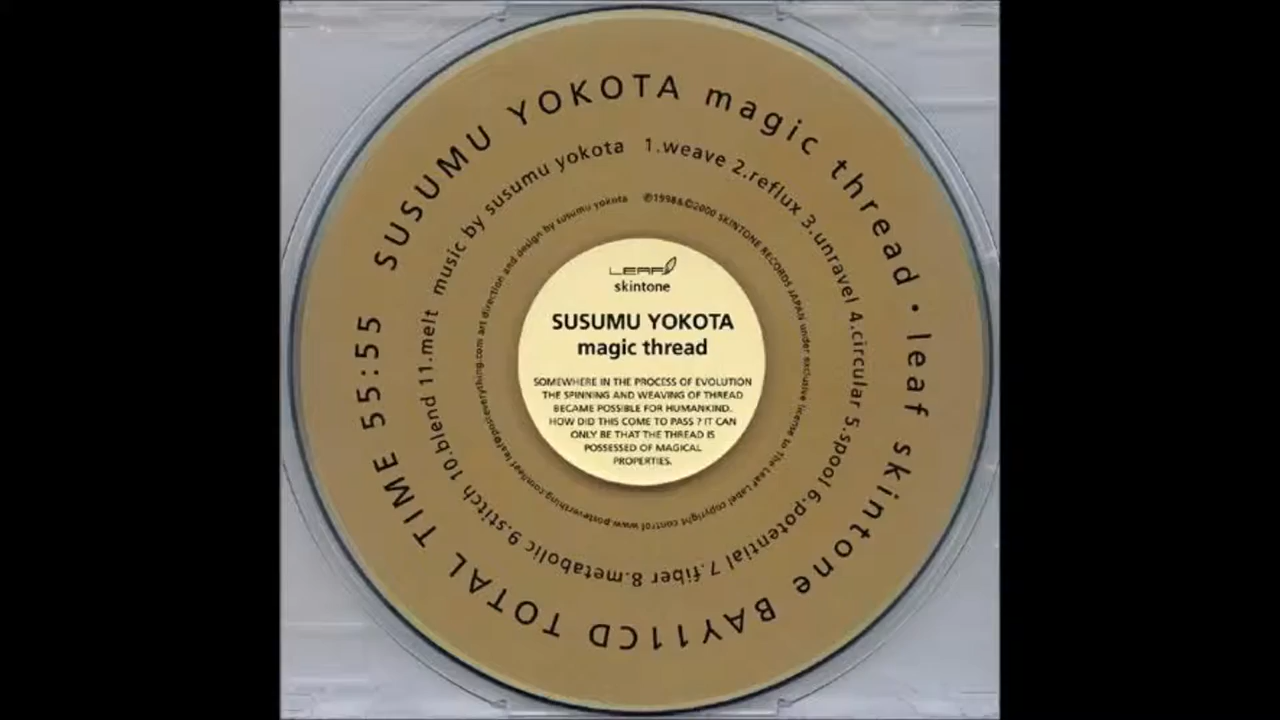 SUSUMU YOKOTA magic thread · leaf skintone BAY11CD TOTAL TIME 55:55
music by susumu yokota 1.weave 2.reflux 3.unravel 4.circular 5.spool 6.potential 7.fiber 8.metabolic 9.stitch 10.blend 11.melt
℗1998&©2000 SKINTONE RECORDS JAPAN under exclusive license to The Leaf Label copyright control www.posteverything.com/leaf leaf@posteverything.com art direction and design by susumu yokota
LEAF
skintone
SUSUMU YOKOTA
magic thread
SOMEWHERE IN THE PROCESS OF EVOLUTION
THE SPINNING AND WEAVING OF THREAD
BECAME POSSIBLE FOR HUMANKIND.
HOW DID THIS COME TO PASS ? IT CAN
ONLY BE THAT THE THREAD IS
POSSESSED OF MAGICAL
PROPERTIES.